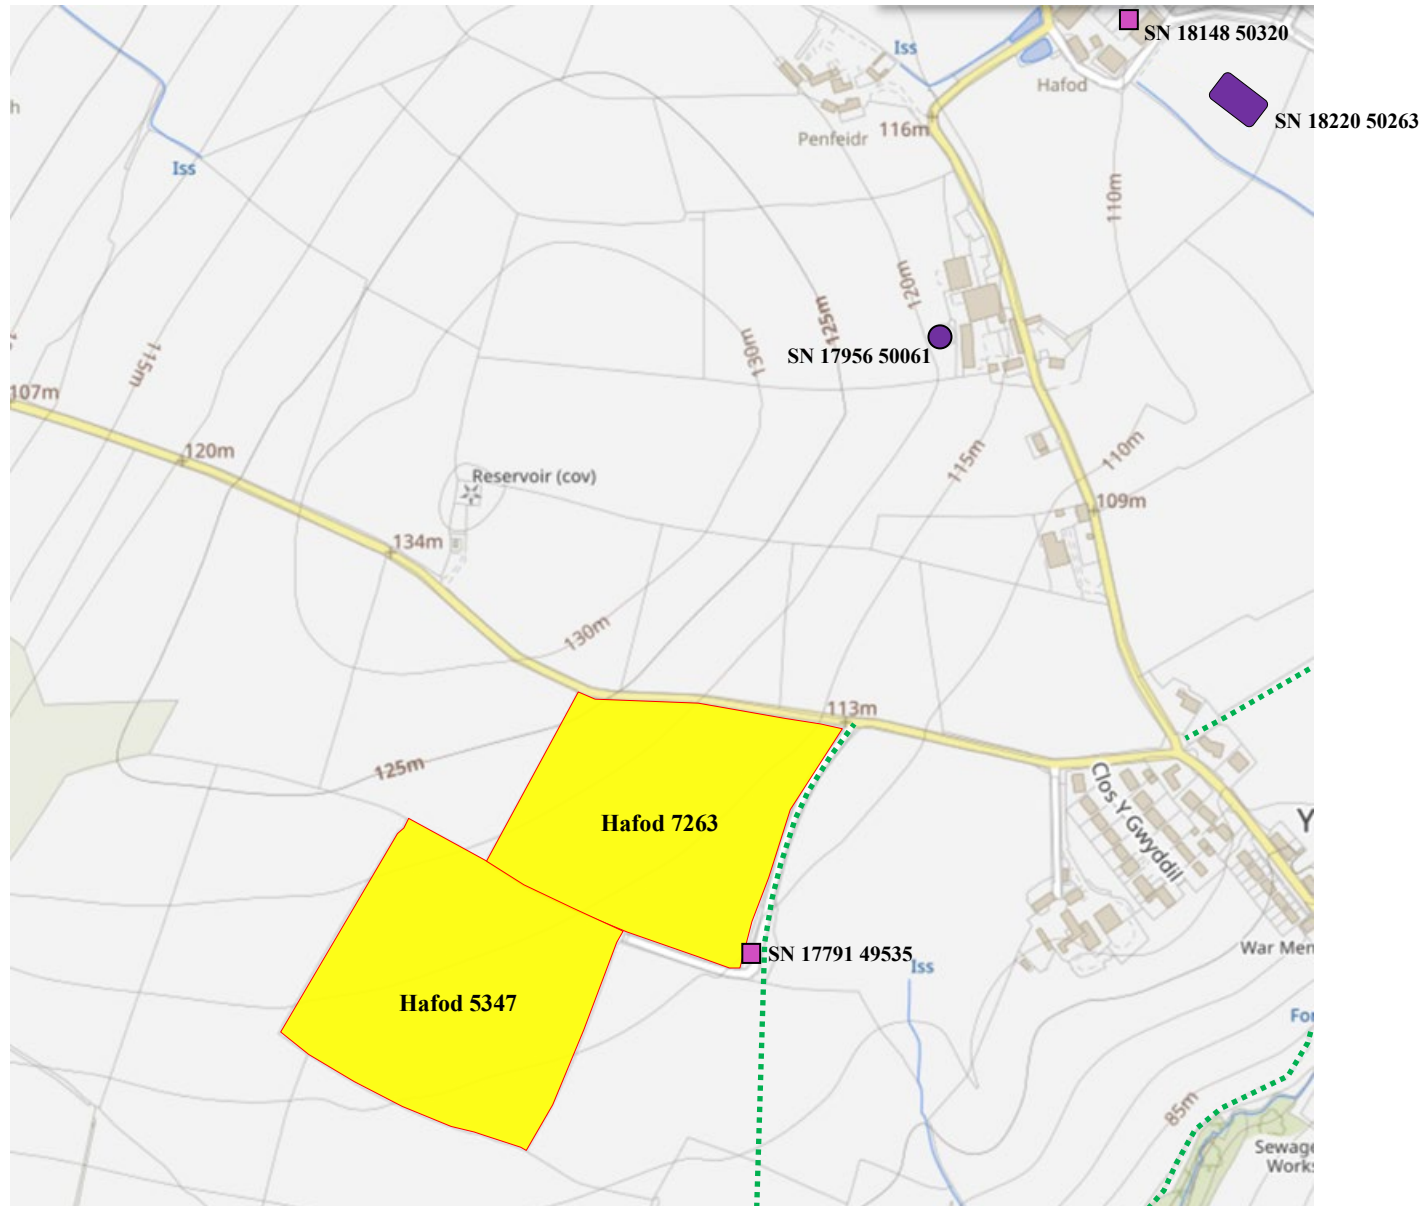 SN 18148 50320
Iss
Hafod
SN 18220 50263
h
116m
Penfeidr
Iss
110m
120m
125m
130m
SN 17956 50061
115m
107m
120m
Reservoir (cov)
115m
110m
109m
134m
130m
113m
125m
Clos Y Gwyddil
Y
Hafod 7263
War Mem
SN 17791 49535
Iss
Hafod 5347
For
85m
Sewage
Works